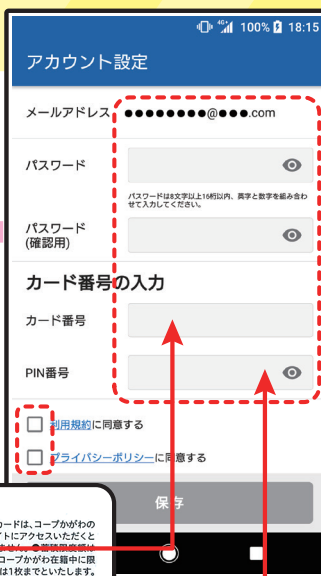 4G 100% 18:15
アカウント設定
メールアドレス ●●●●●●●●@●●●.com
パスワード
パスワードは8文字以上16桁以内、英字と数字を組み合わ
せて入力してください。
パスワード
(確認用)
カード番号の入力
カード番号
PIN番号
利用規約に同意する
プライバシーポリシーに同意する
保存
カードは、コープかがわの
イトにアクセスいただくと
コープかがわ在籍中に限
は1枚までといたします。